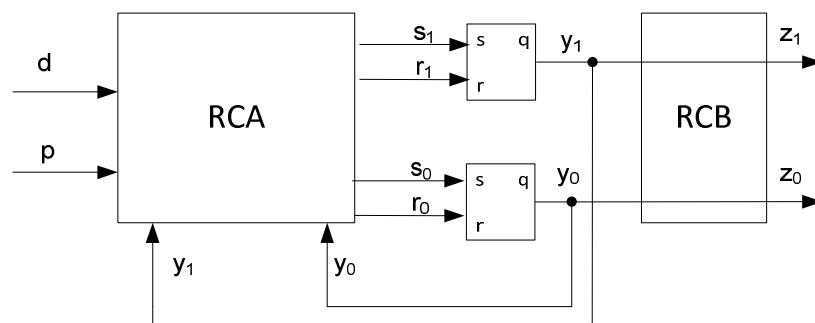 s₁ s q y₁ z₁
d r₁ r
RCA RCB
p s₀ s q y₀ z₀
r₀ r
y₁ y₀